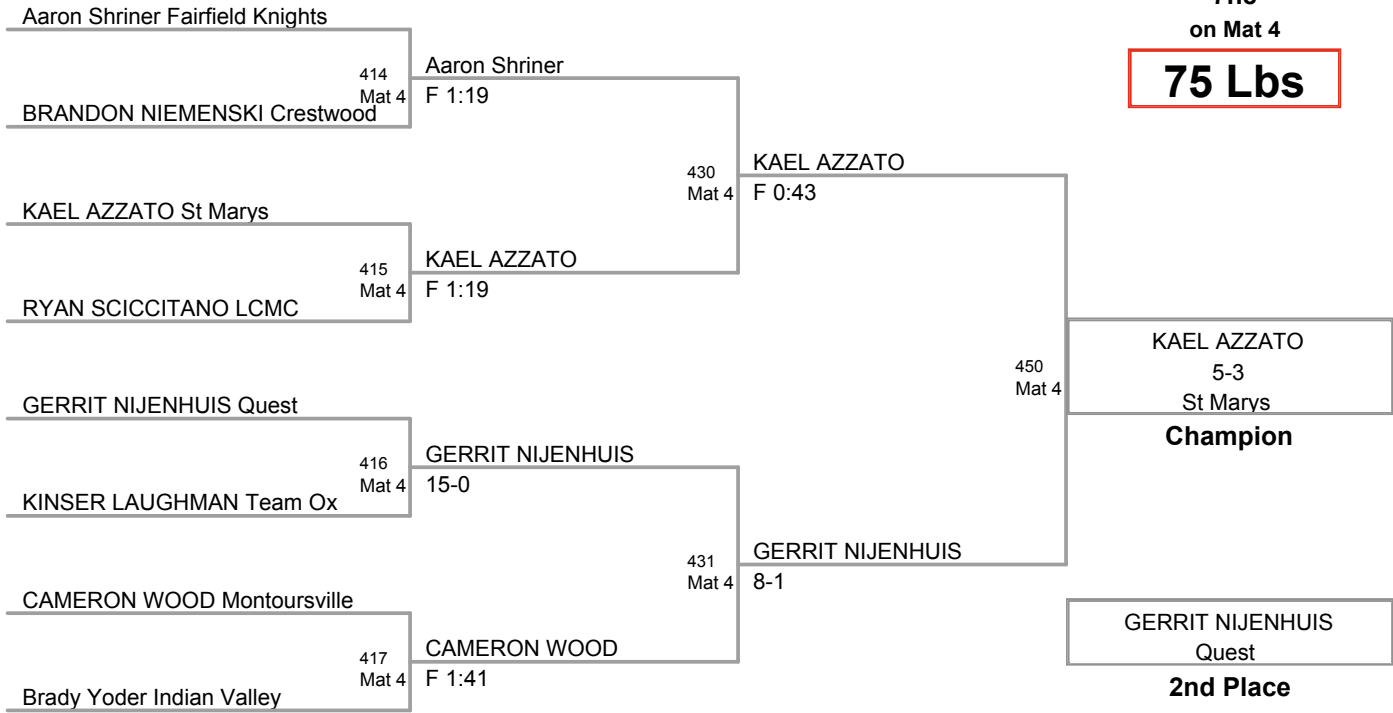 Aaron Shriner Fairfield Knights
414
Mat 4
BRANDON NIEMENSKI Crestwood
Aaron Shriner
F 1:19
KAEL AZZATO St Marys
415
Mat 4
RYAN SCICCITANO LCMC
KAEL AZZATO
F 1:19
430
Mat 4
KAEL AZZATO
F 0:43
GERRIT NIJENHUIS Quest
416
Mat 4
KINSER LAUGHMAN Team Ox
GERRIT NIJENHUIS
15-0
CAMERON WOOD Montoursville
417
Mat 4
Brady Yoder Indian Valley
CAMERON WOOD
F 1:41
431
Mat 4
GERRIT NIJENHUIS
8-1
450
Mat 4
on Mat 4
75 Lbs
KAEL AZZATO
5-3
St Marys
Champion
GERRIT NIJENHUIS
Quest
2nd Place